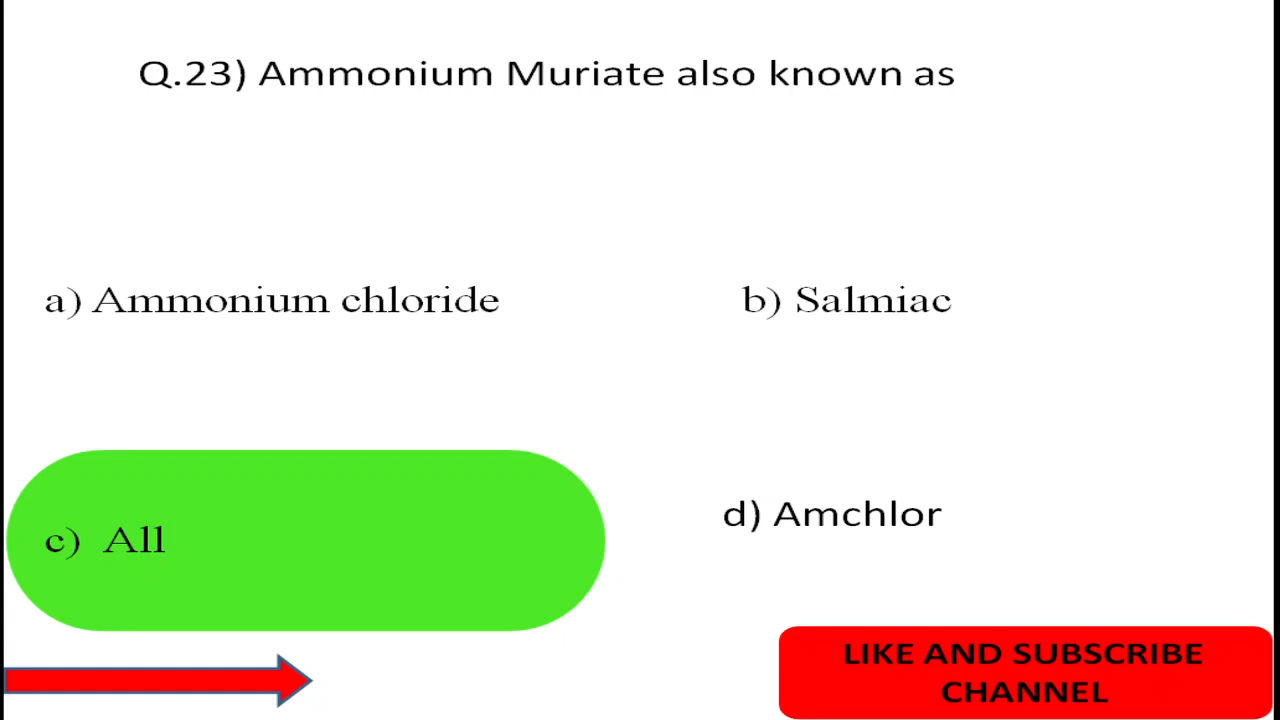 Q.23) Ammonium Muriate also known as
a) Ammonium chloride
b) Salmiac
c) All
d) Amchlor
LIKE AND SUBSCRIBE
CHANNEL